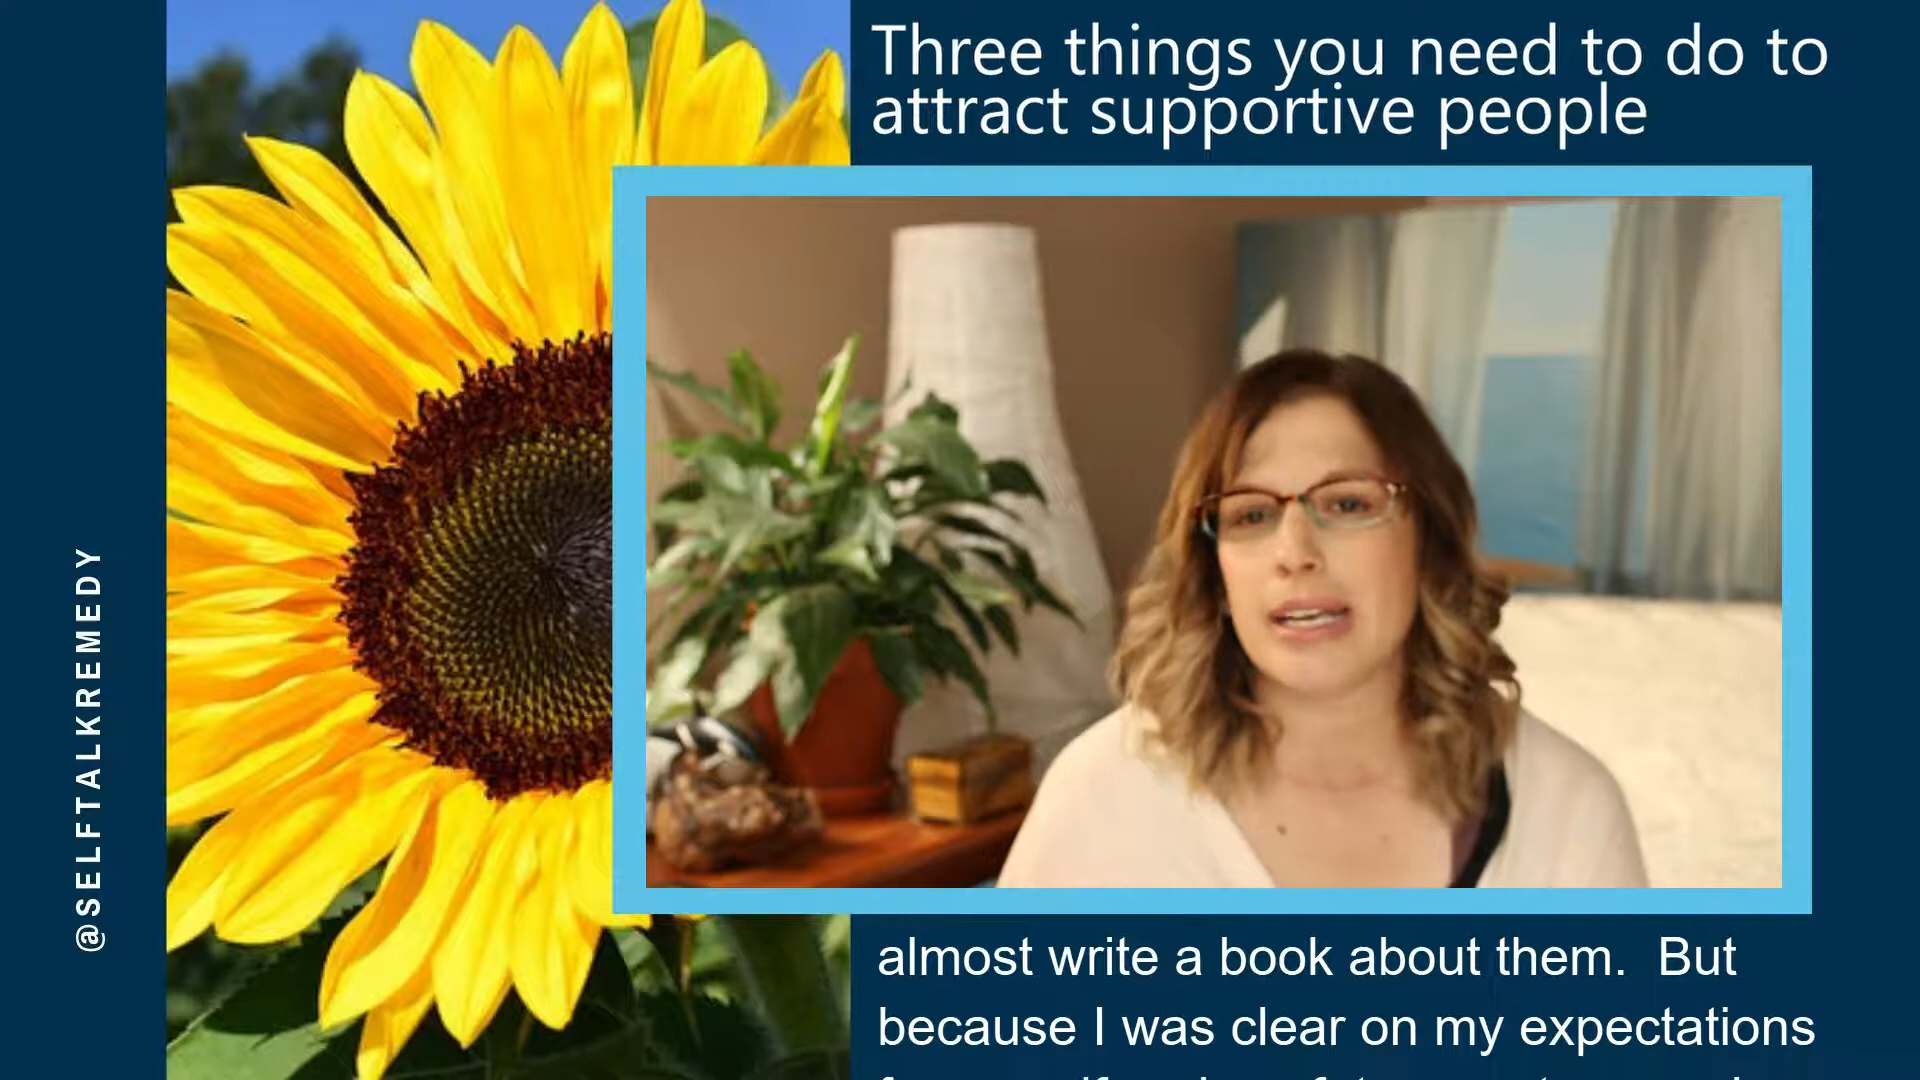 Three things you need to do to
attract supportive people
@SELFTALKREMEDY
almost write a book about them.  But
because I was clear on my expectations